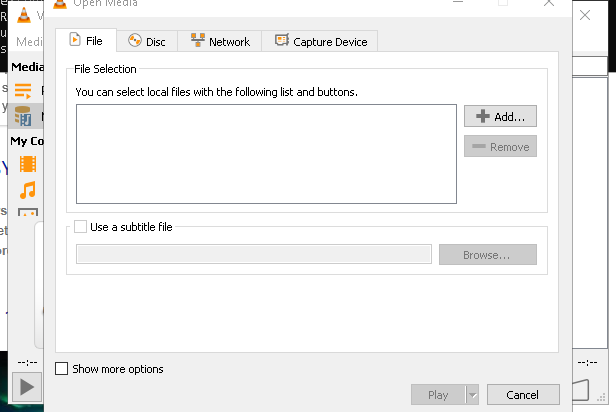 Open Media
V
Medi
File
Disc
Network
Capture Device
Media
File Selection
You can select local files with the following list and buttons.
Add...
Remove
My Co
Use a subtitle file
Browse...
--:--
--:--
Show more options
Play
Cancel